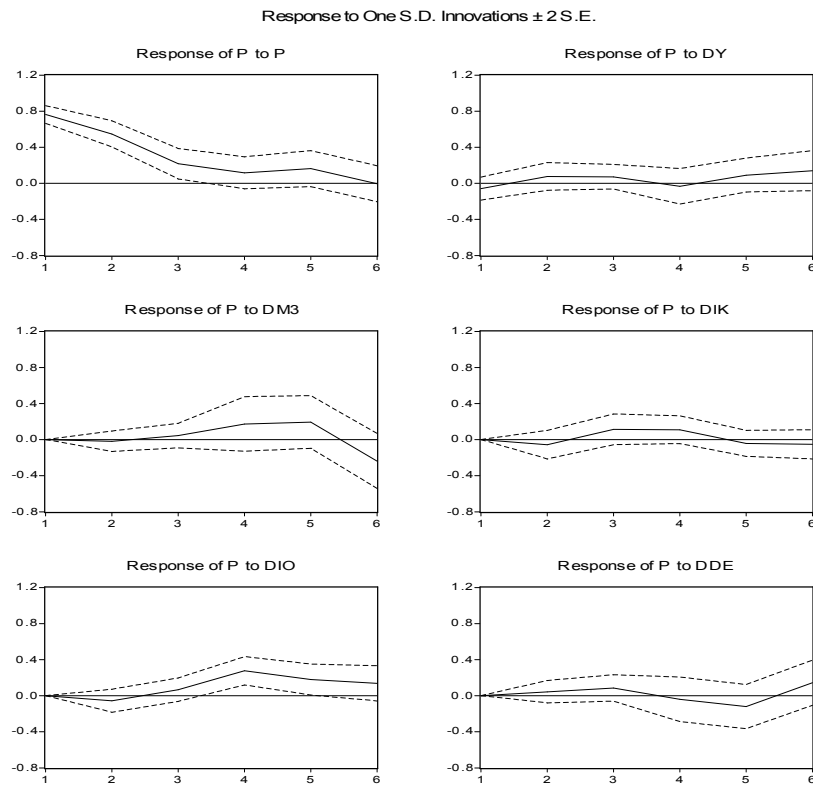 Response to One S.D. Innovations ± 2 S.E.
Response of P to P
1.2
0.8
0.4
0.0
-0.4
-0.8
1 2 3 4 5 6
Response of P to DY
1.2
0.8
0.4
0.0
-0.4
-0.8
1 2 3 4 5 6
Response of P to DM3
1.2
0.8
0.4
0.0
-0.4
-0.8
1 2 3 4 5 6
Response of P to DIK
1.2
0.8
0.4
0.0
-0.4
-0.8
1 2 3 4 5 6
Response of P to DIO
1.2
0.8
0.4
0.0
-0.4
-0.8
1 2 3 4 5 6
Response of P to DDE
1.2
0.8
0.4
0.0
-0.4
-0.8
1 2 3 4 5 6